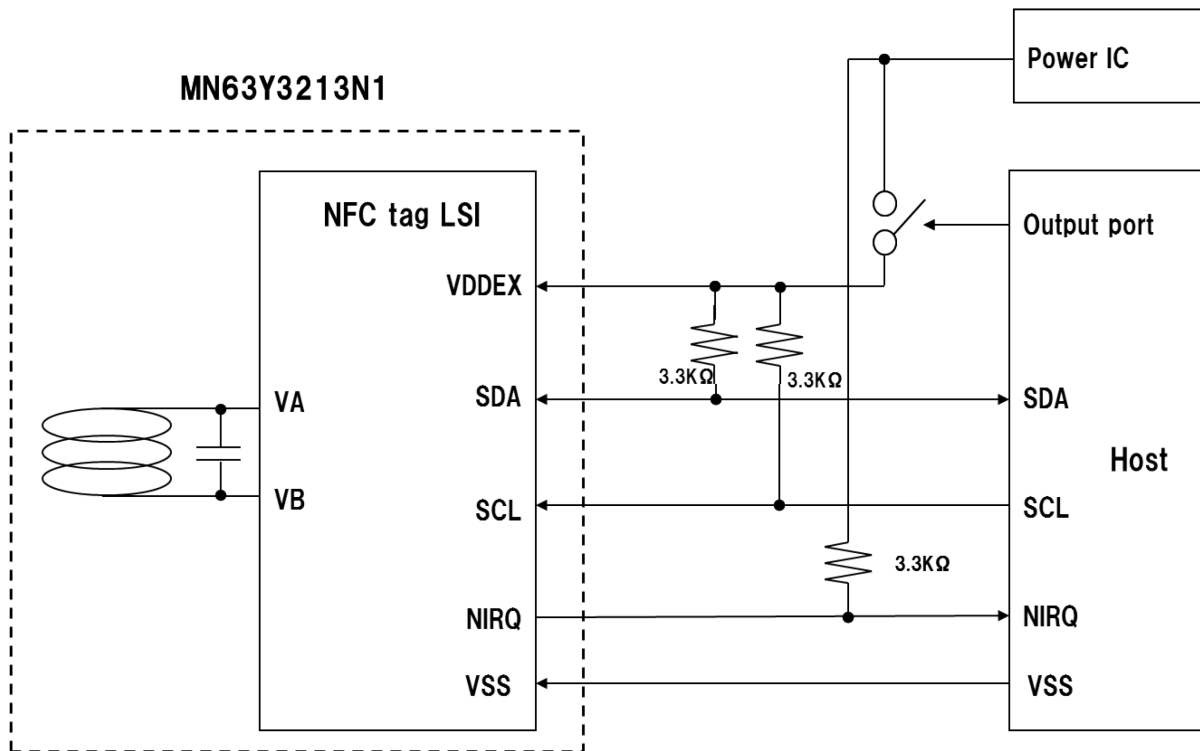 Power IC
MN63Y3213N1
NFC tag LSI
Output port
VDDEX
3.3KΩ
3.3KΩ
SDA
SDA
VA
Host
VB
SCL
SCL
3.3KΩ
NIRQ
NIRQ
VSS
VSS